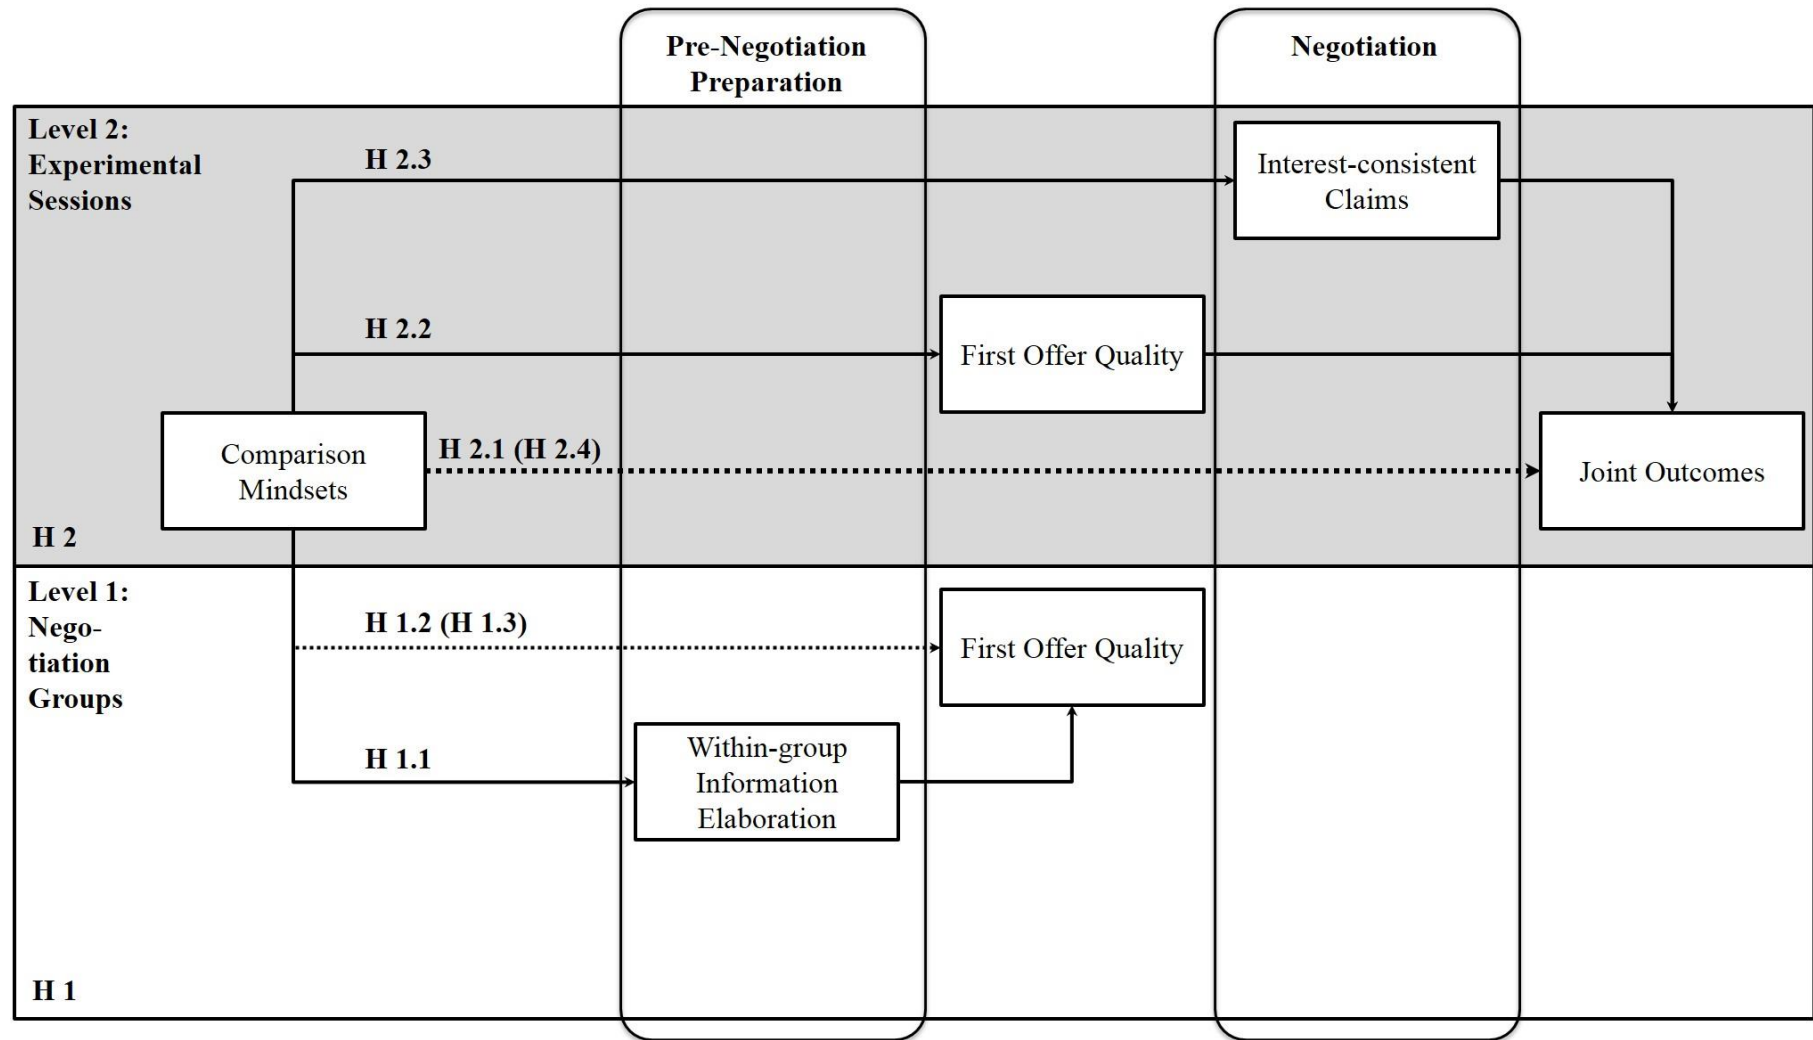 Pre-Negotiation
Preparation
Negotiation
Level 2:
Experimental
Sessions
H 2.3
Interest-consistent
Claims
H 2.2
First Offer Quality
H 2.1 (H 2.4)
Comparison
Mindsets
Joint Outcomes
H 2
Level 1:
Nego-
tiation
Groups
H 1.2 (H 1.3)
First Offer Quality
H 1.1
Within-group
Information
Elaboration
H 1